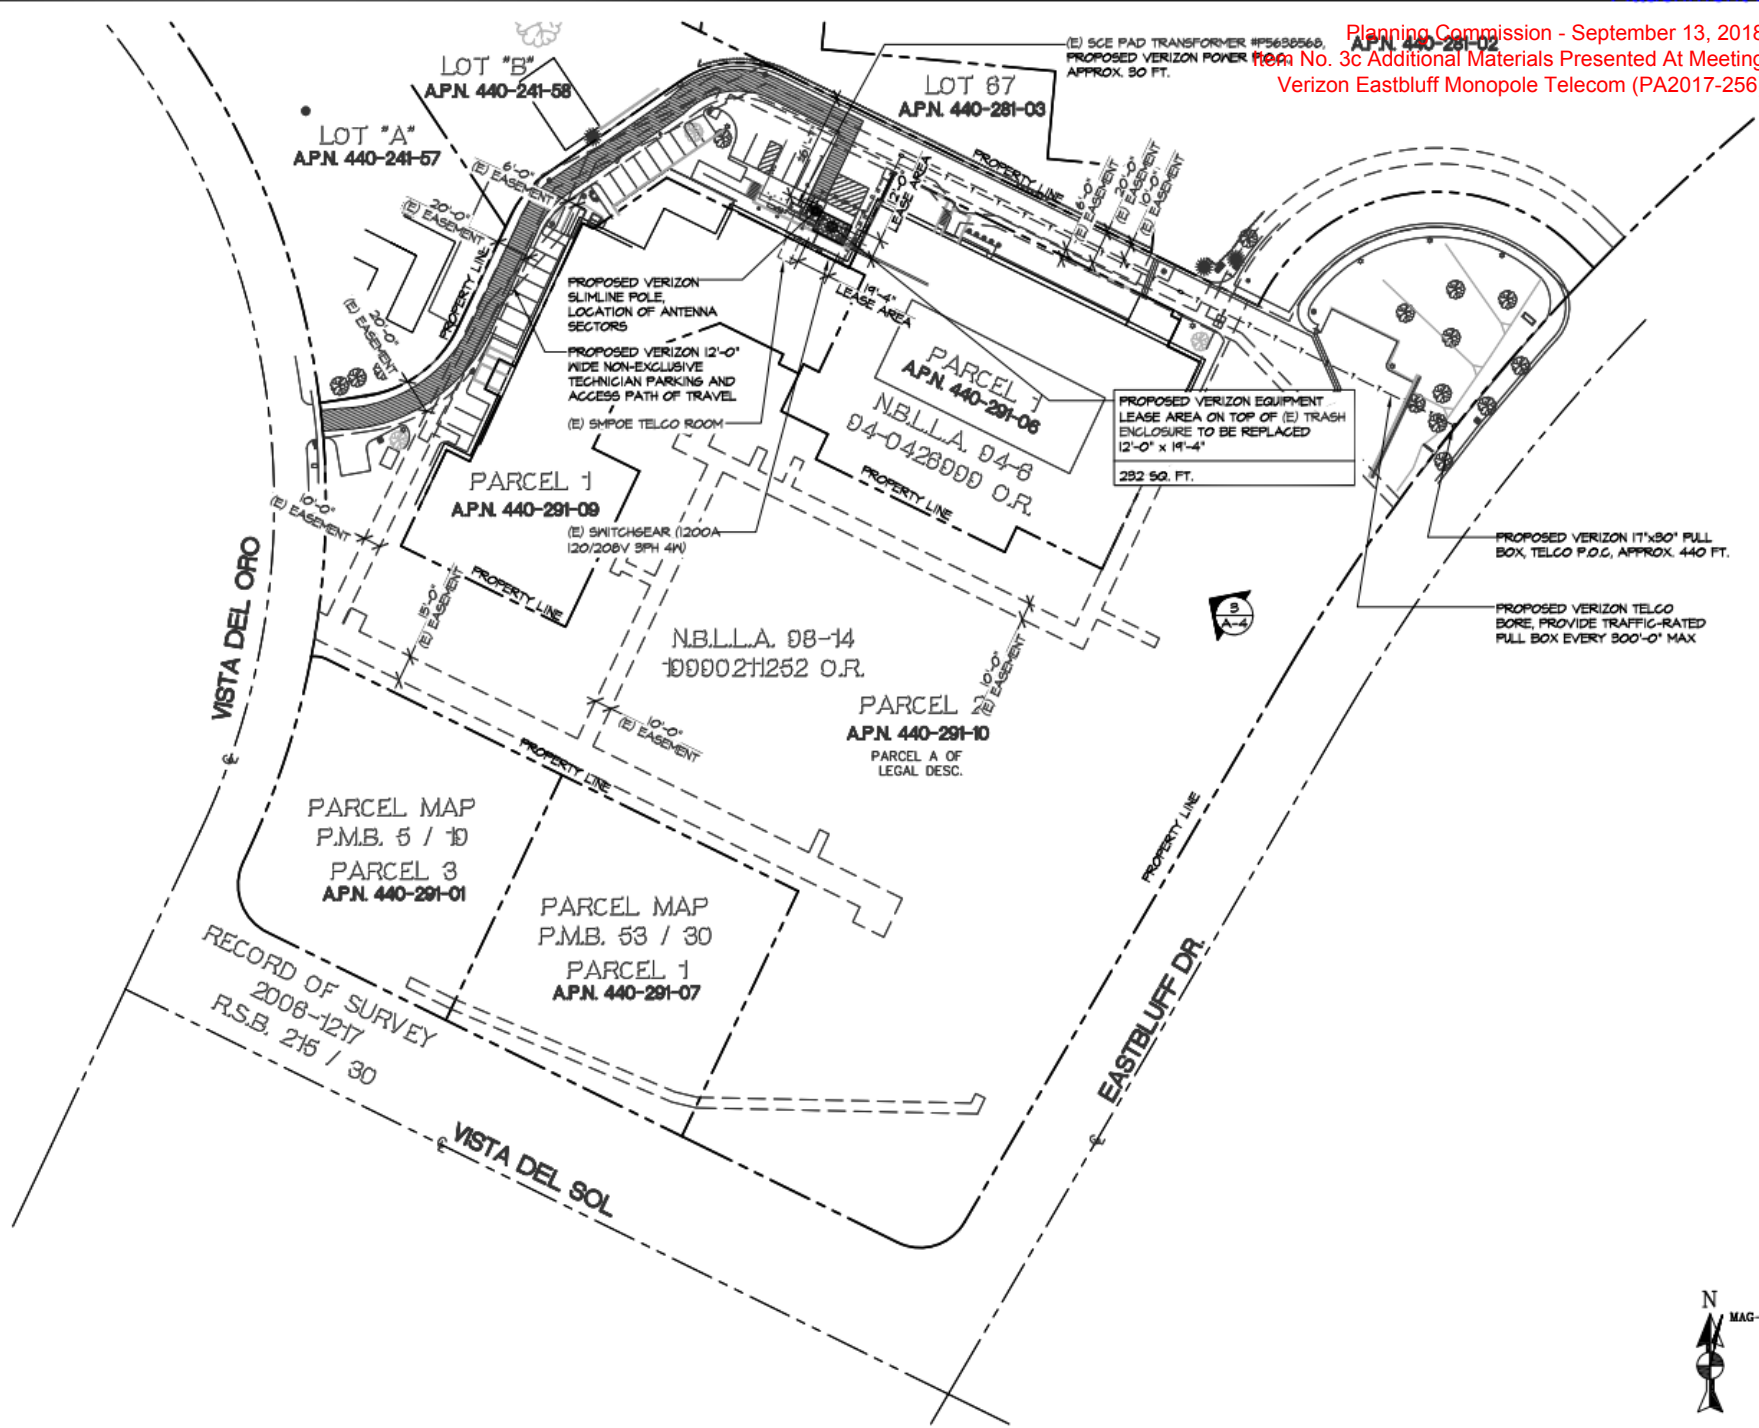 Planning Commission - September 13, 2018
Item No. 3c Additional Materials Presented At Meeting
Verizon Eastbluff Monopole Telecom (PA2017-256
A.P.N. 440-281-02
(E) SCE PAD TRANSFORMER #P5698568,
PROPOSED VERIZON POWER P.O.C.,
APPROX. 30 FT.
LOT "B"
A.P.N. 440-241-58
LOT 67
A.P.N. 440-281-03
LOT "A"
A.P.N. 440-241-57
6'-0"
(E) EASEMENT
20'-0"
(E) EASEMENT
PROPERTY LINE
20'-0"
(E) EASEMENT
12'-0"
LEASE AREA
PROPERTY LINE
6'-0"
(E) EASEMENT
20'-0"
(E) EASEMENT
10'-0"
(E) EASEMENT
19'-4"
LEASE AREA
PROPOSED VERIZON
SLIMLINE POLE,
LOCATION OF ANTENNA
SECTORS
PROPOSED VERIZON 12'-0"
WIDE NON-EXCLUSIVE
TECHNICIAN PARKING AND
ACCESS PATH OF TRAVEL
(E) SMPOE TELCO ROOM
PARCEL 1
A.P.N. 440-291-06
N.B.L.L.A. 94-6
94-0426999 O.R.
PROPERTY LINE
PROPOSED VERIZON EQUIPMENT
LEASE AREA ON TOP OF (E) TRASH
ENCLOSURE TO BE REPLACED
12'-0" x 19'-4"
232 SQ. FT.
PARCEL 1
A.P.N. 440-291-09
(E) SWITCHGEAR (1200A
120/208V 3PH 4W)
10'-0"
(E) EASEMENT
PROPERTY LINE
15'-0"
(E) EASEMENT
PROPOSED VERIZON 17"x30" PULL
BOX, TELCO P.O.C, APPROX. 440 FT.
PROPOSED VERIZON TELCO
BORE, PROVIDE TRAFFIC-RATED
PULL BOX EVERY 300'-0" MAX
3
A-4
VISTA DEL ORO
N.B.L.L.A. 98-14
19990211252 O.R.
10'-0"
(E) EASEMENT
PARCEL 2
A.P.N. 440-291-10
PARCEL A OF
LEGAL DESC.
10'-0"
(E) EASEMENT
PROPERTY LINE
PROPERTY LINE
PARCEL MAP
P.M.B. 5 / 19
PARCEL 3
A.P.N. 440-291-01
PARCEL MAP
P.M.B. 53 / 30
PARCEL 1
A.P.N. 440-291-07
RECORD OF SURVEY
2006-1217
R.S.B. 215 / 30
EASTBLUFF DR.
VISTA DEL SOL
N
MAG-